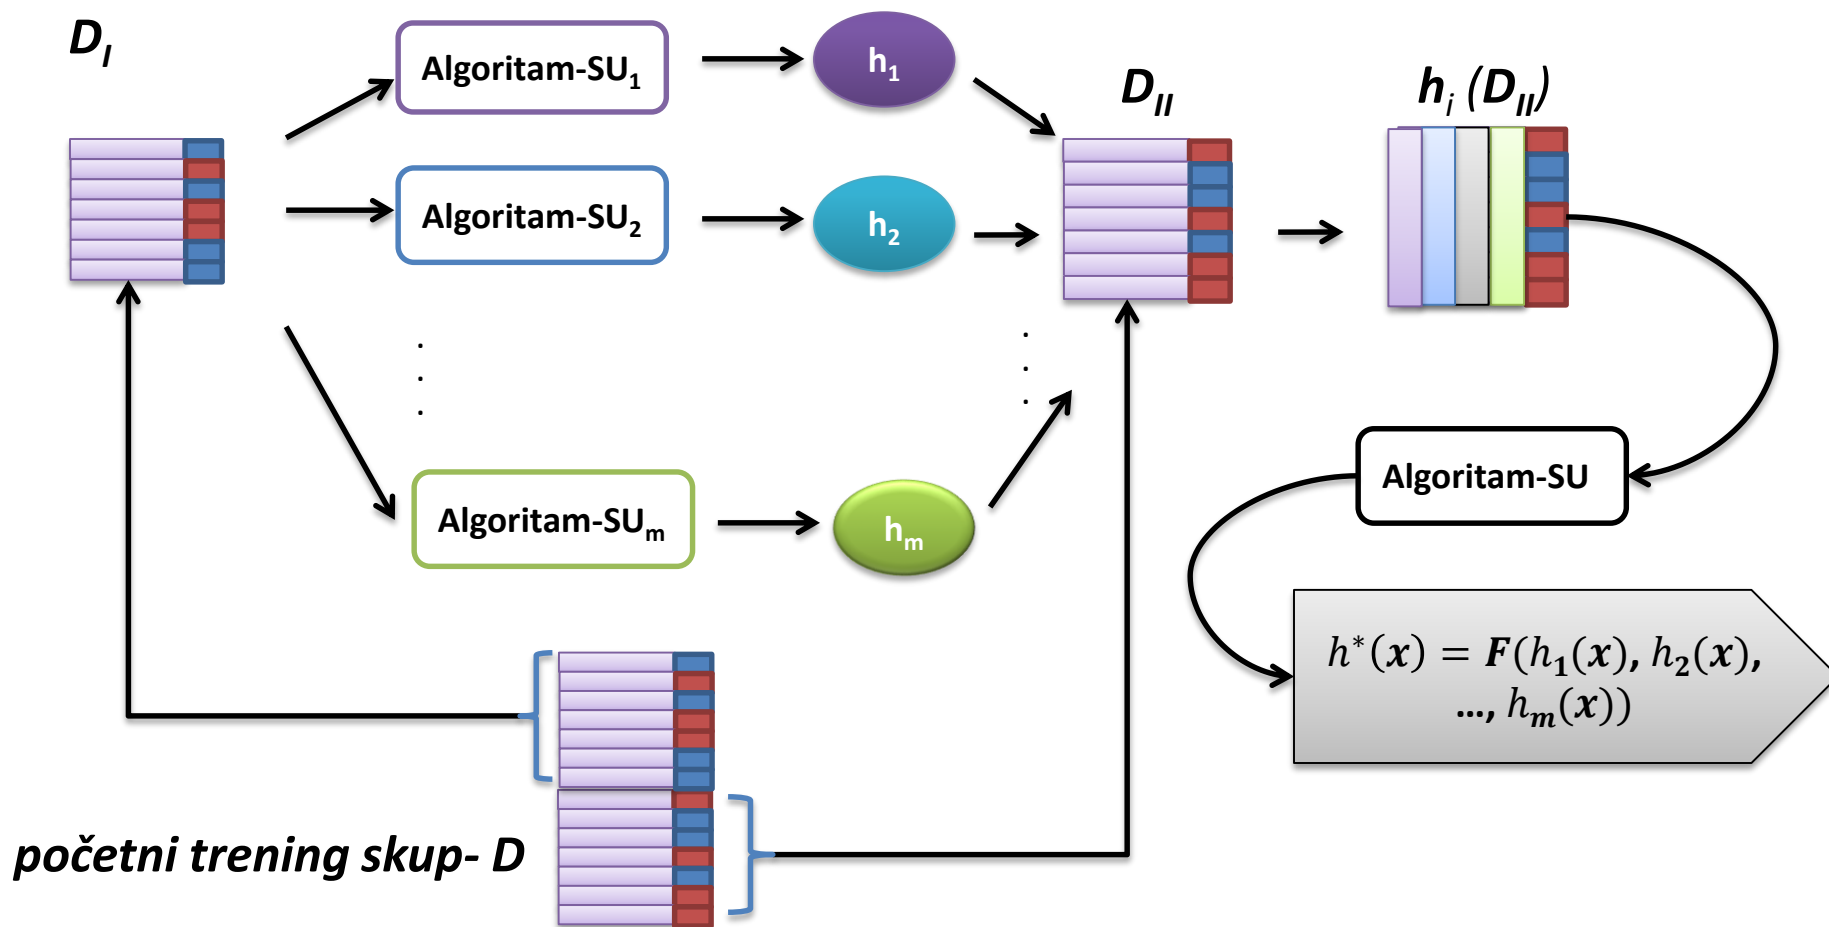 D_I
Algoritam-SU_1
h_1
D_II
h_i (D_II)
Algoritam-SU_2
h_2
.
.
.
.
.
.
Algoritam-SU_m
h_m
Algoritam-SU
h*(x) = F(h_1(x), h_2(x),
…, h_m(x))
početni trening skup- D